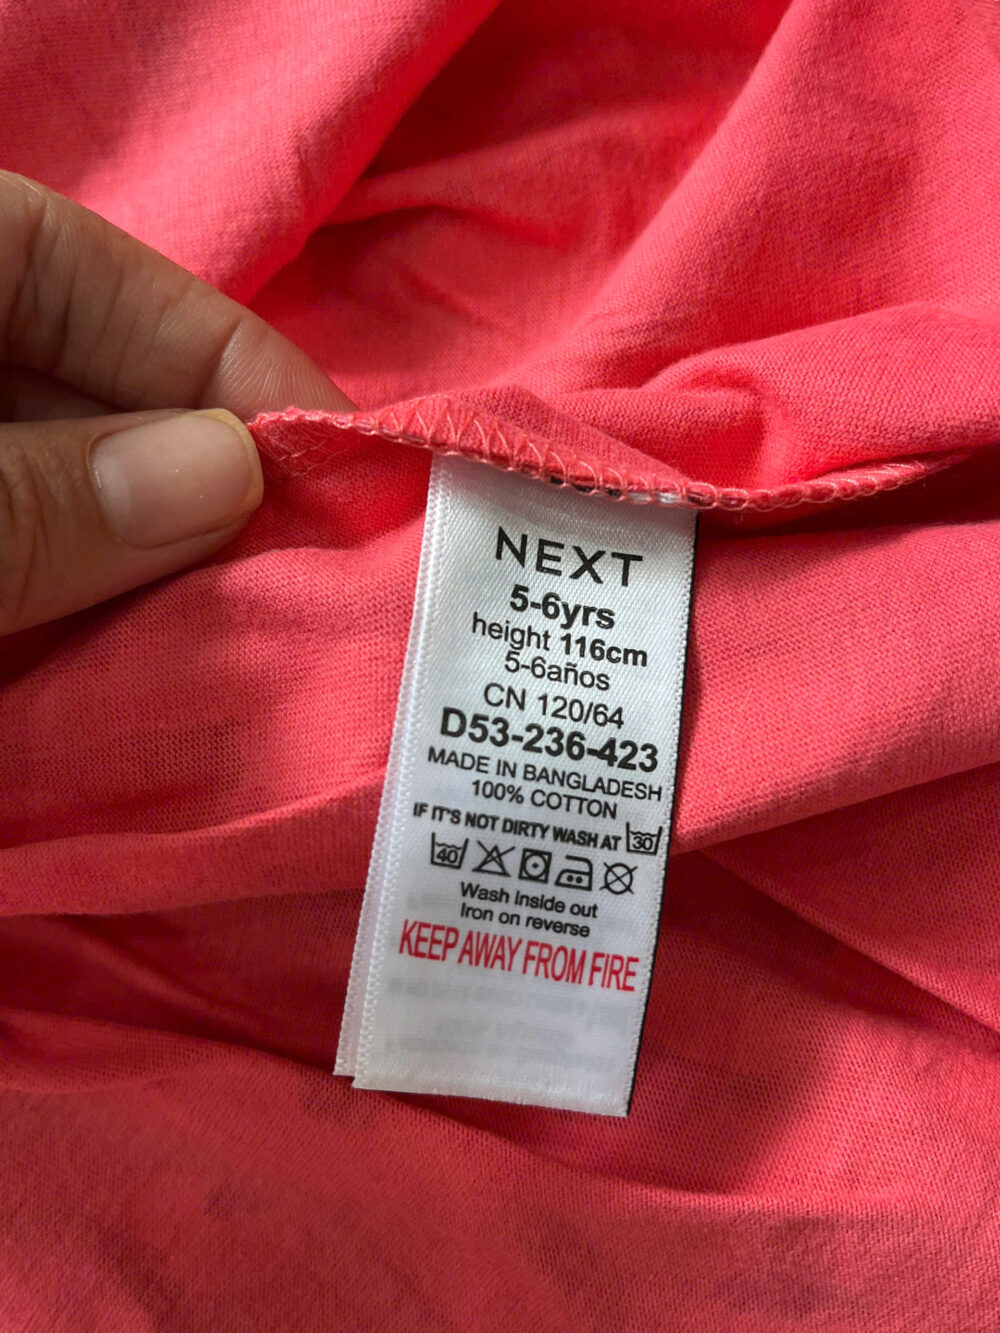 NEXT
5-6yrs
height 116cm
5-6años
CN 120/64
D53-236-423
MADE IN BANGLADESH
100% COTTON
IF IT'S NOT DIRTY WASH AT 30
40
Wash inside out
Iron on reverse
KEEP AWAY FROM FIRE